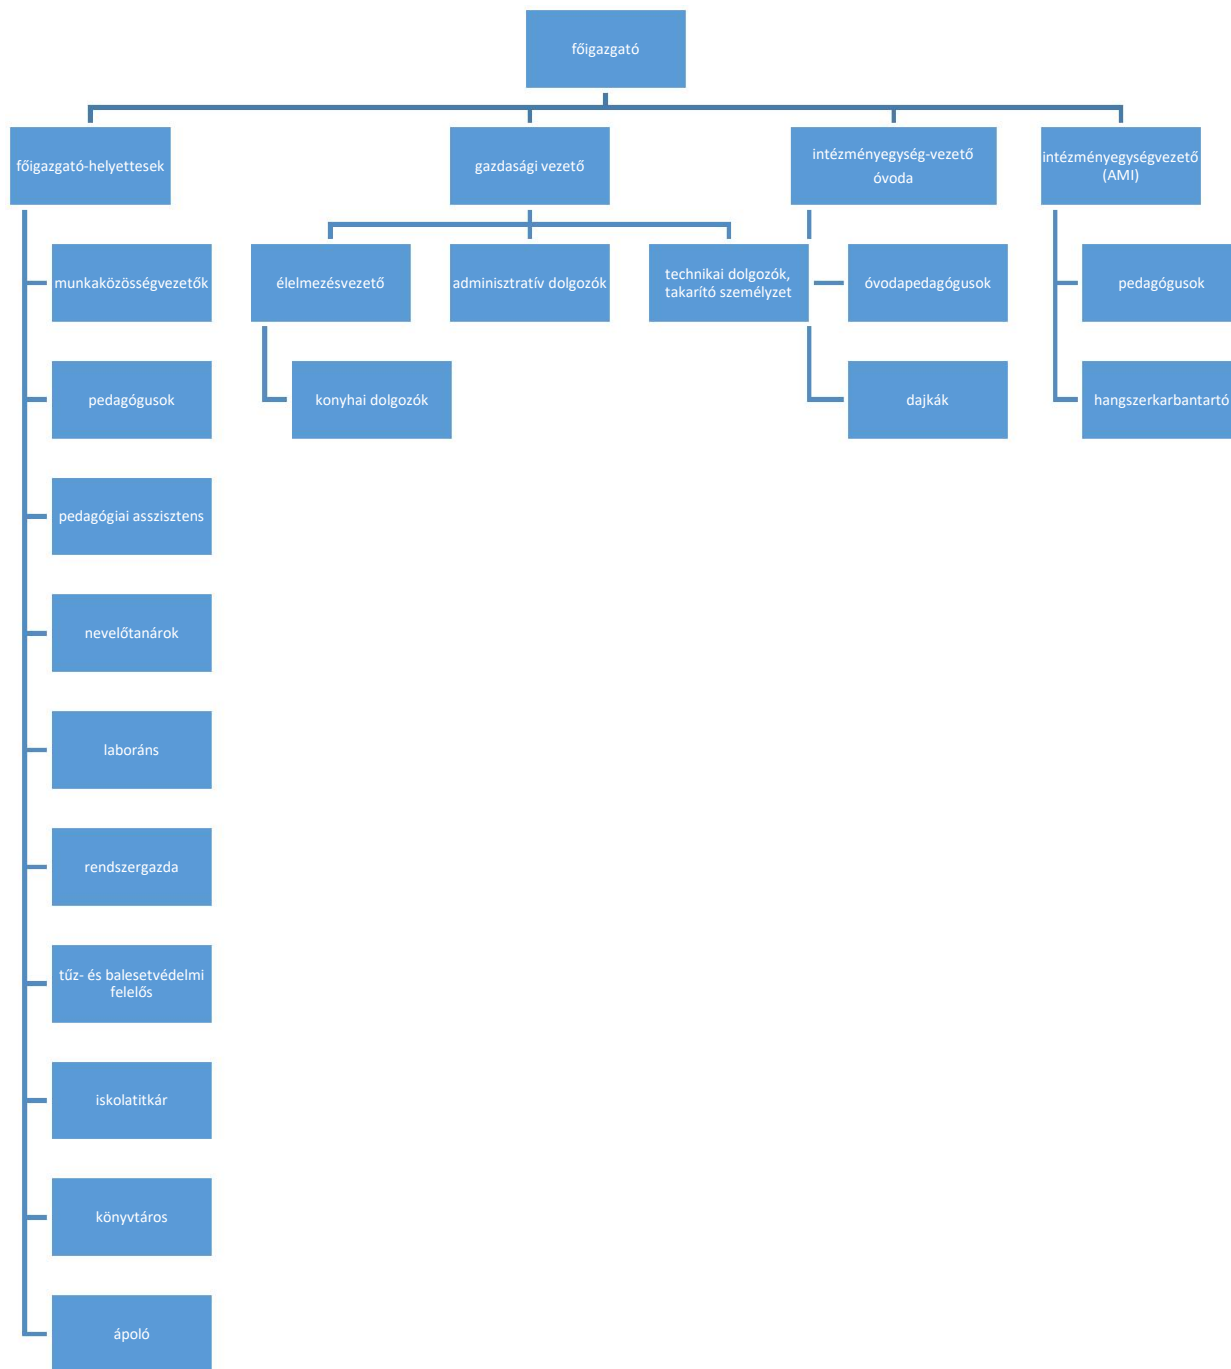 főigazgató
főigazgató-helyettesek
gazdasági vezető
intézményegység-vezető
óvoda
intézményegységvezető
(AMI)
munkaközösségvezetők
élelmezésvezető
adminisztratív dolgozók
technikai dolgozók,
takarító személyzet
óvodapedagógusok
pedagógusok
pedagógusok
konyhai dolgozók
dajkák
hangszerkarbantartó
pedagógiai asszisztens
nevelőtanárok
laboráns
rendszergazda
tűz- és balesetvédelmi
felelős
iskolatitkár
könyvtáros
ápoló